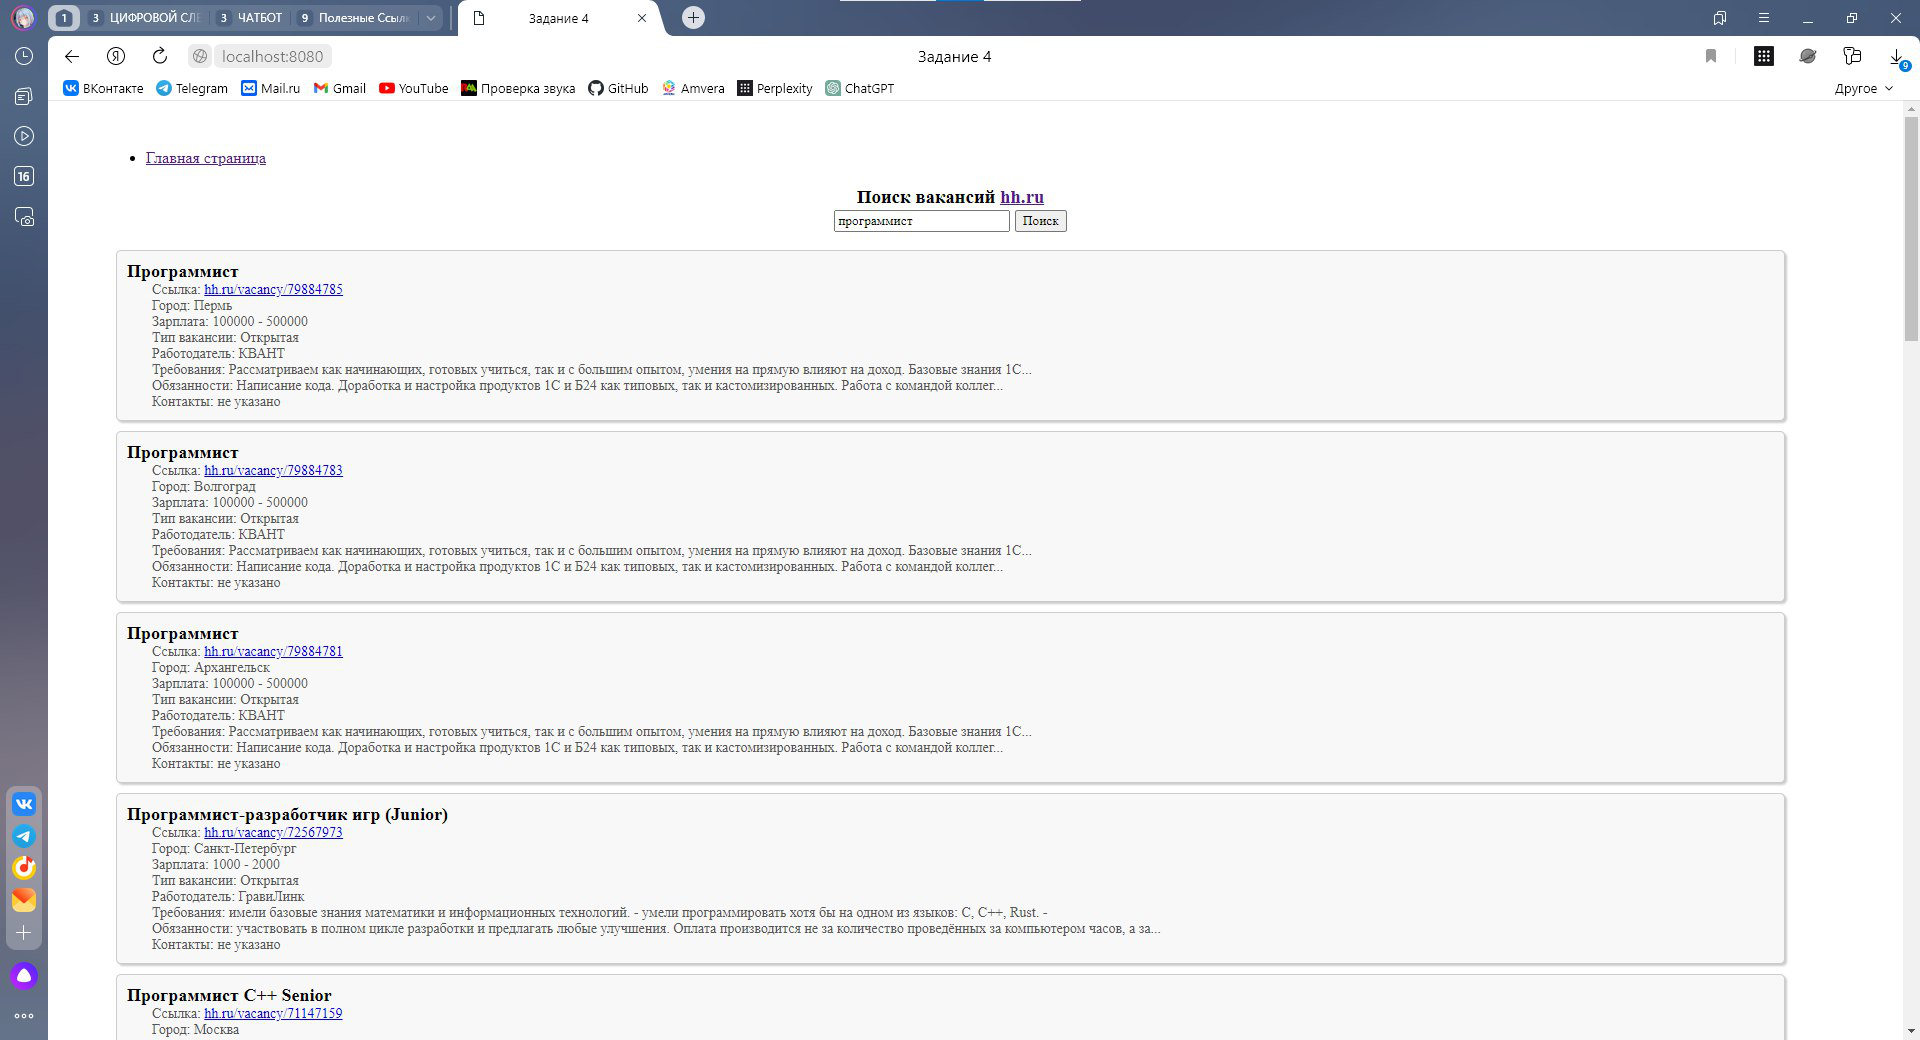 1
3 ЦИФРОВОЙ СЛЕ
3 ЧАТБОТ
9 Полезные Ссыл
Задание 4
Я
localhost:8080
Задание 4
9
ВКонтакте
Telegram
Mail.ru
Gmail
YouTube
Проверка звука
GitHub
Amvera
Perplexity
ChatGPT
Другое
16
Главная страница
Поиск вакансий hh.ru
программист Поиск
Программист
Ссылка: hh.ru/vacancy/79884785
Город: Пермь
Зарплата: 100000 - 500000
Тип вакансии: Открытая
Работодатель: КВАНТ
Требования: Рассматриваем как начинающих, готовых учиться, так и с большим опытом, умения на прямую влияют на доход. Базовые знания 1С...
Обязанности: Написание кода. Доработка и настройка продуктов 1С и Б24 как типовых, так и кастомизированных. Работа с командой коллег...
Контакты: не указано
Программист
Ссылка: hh.ru/vacancy/79884783
Город: Волгоград
Зарплата: 100000 - 500000
Тип вакансии: Открытая
Работодатель: КВАНТ
Требования: Рассматриваем как начинающих, готовых учиться, так и с большим опытом, умения на прямую влияют на доход. Базовые знания 1С...
Обязанности: Написание кода. Доработка и настройка продуктов 1С и Б24 как типовых, так и кастомизированных. Работа с командой коллег...
Контакты: не указано
Программист
Ссылка: hh.ru/vacancy/79884781
Город: Архангельск
Зарплата: 100000 - 500000
Тип вакансии: Открытая
Работодатель: КВАНТ
Требования: Рассматриваем как начинающих, готовых учиться, так и с большим опытом, умения на прямую влияют на доход. Базовые знания 1С...
Обязанности: Написание кода. Доработка и настройка продуктов 1С и Б24 как типовых, так и кастомизированных. Работа с командой коллег...
Контакты: не указано
Программист-разработчик игр (Junior)
Ссылка: hh.ru/vacancy/72567973
Город: Санкт-Петербург
Зарплата: 1000 - 2000
Тип вакансии: Открытая
Работодатель: ГравиЛинк
Требования: имели базовые знания математики и информационных технологий. - умели программировать хотя бы на одном из языков: C, C++, Rust. -
Обязанности: участвовать в полном цикле разработки и предлагать любые улучшения. Оплата производится не за количество проведённых за компьютером часов, а за...
Контакты: не указано
Программист C++ Senior
Ссылка: hh.ru/vacancy/71147159
Город: Москва